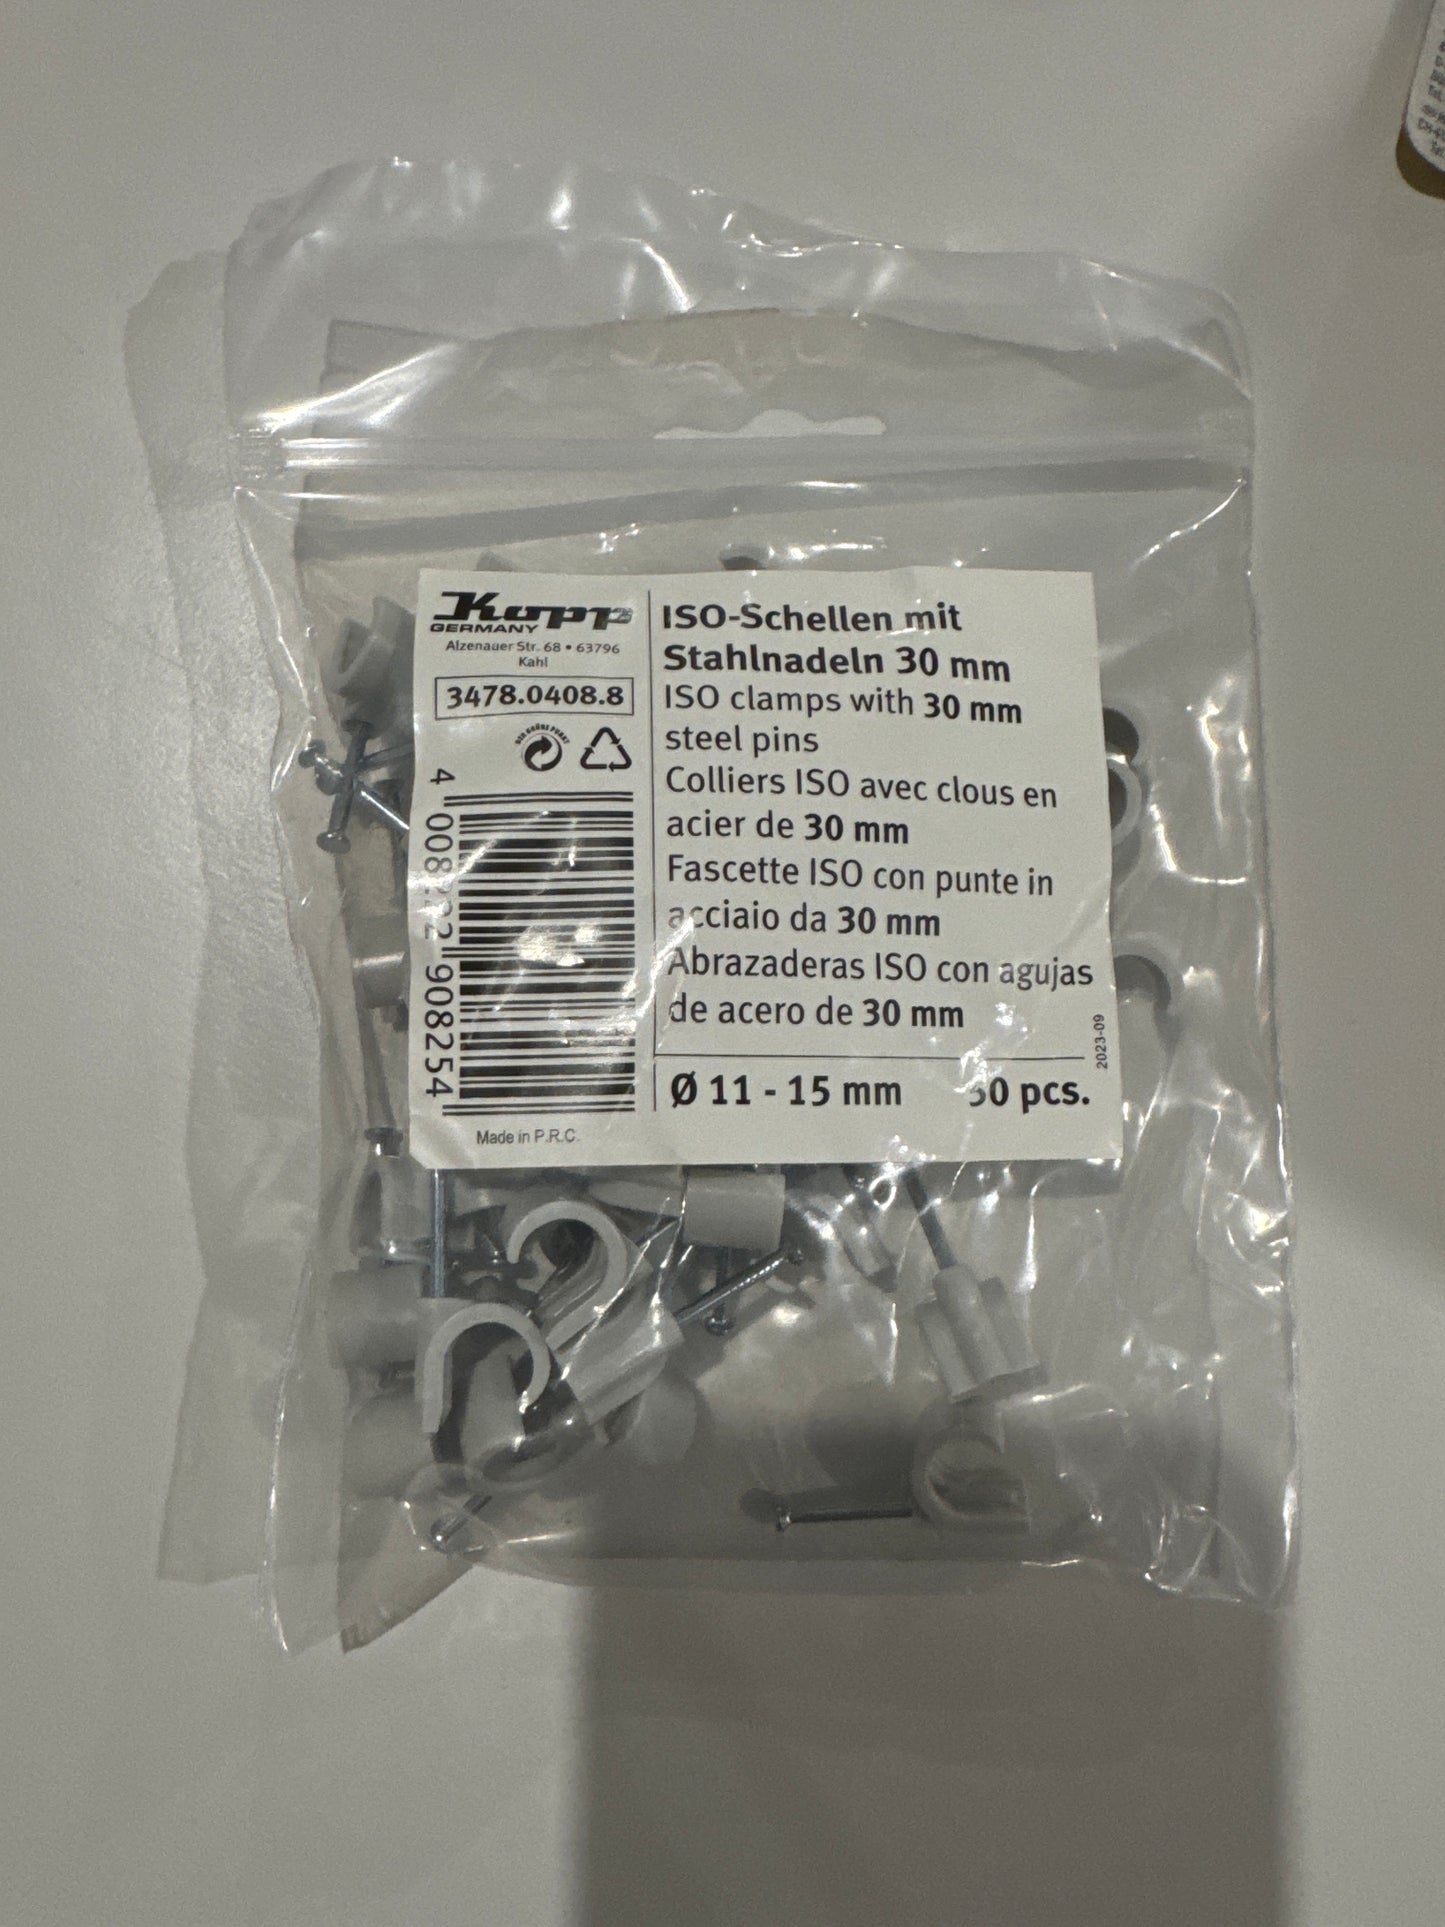 Kopp
GERMANY
Alzenauer Str. 68 • 63796
Kahl
3478.0408.8
DER GRÜNE PUNKT
4 908254
Made in P.R.C.
ISO-Schellen mit
Stahlnadeln 30 mm
ISO clamps with 30 mm
steel pins
Colliers ISO avec clous en
acier de 30 mm
Fascette ISO con punte in
acciaio da 30 mm
Abrazaderas ISO con agujas
de acero de 30 mm
2023-09
Ø 11 - 15 mm pcs.